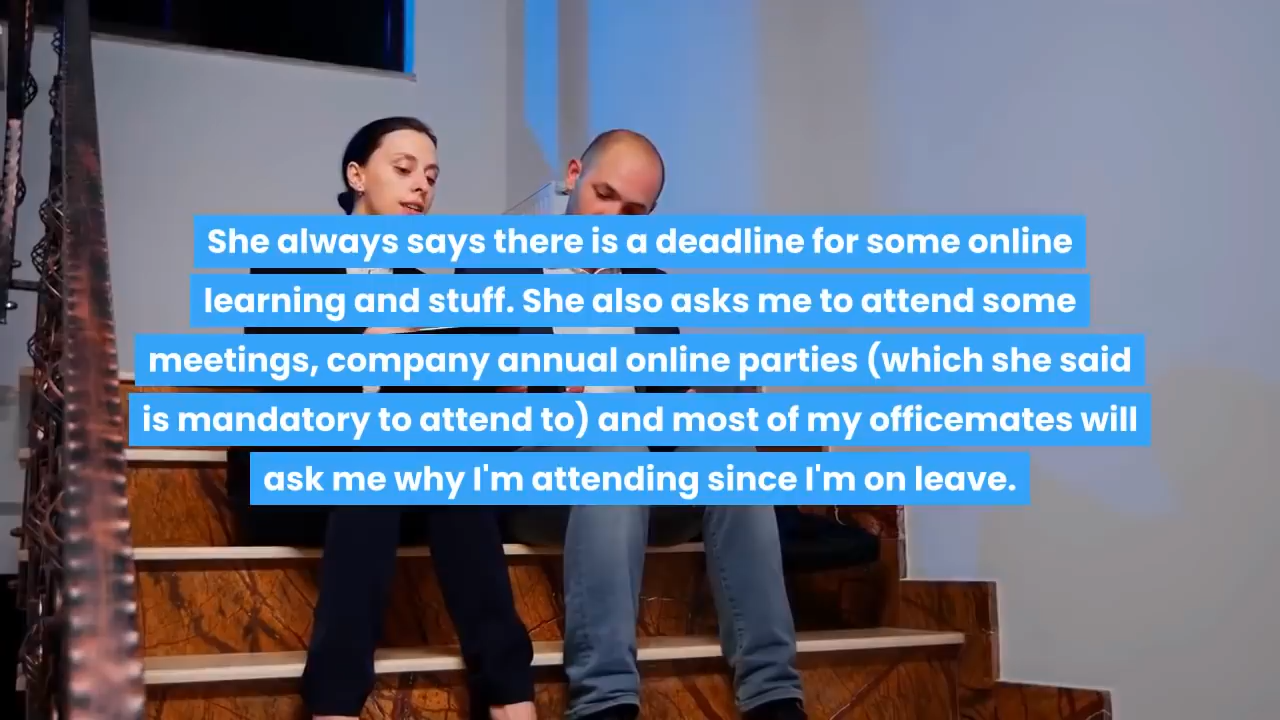 She always says there is a deadline for some online
learning and stuff. She also asks me to attend some
meetings, company annual online parties (which she said
is mandatory to attend to) and most of my officemates will
ask me why I'm attending since I'm on leave.